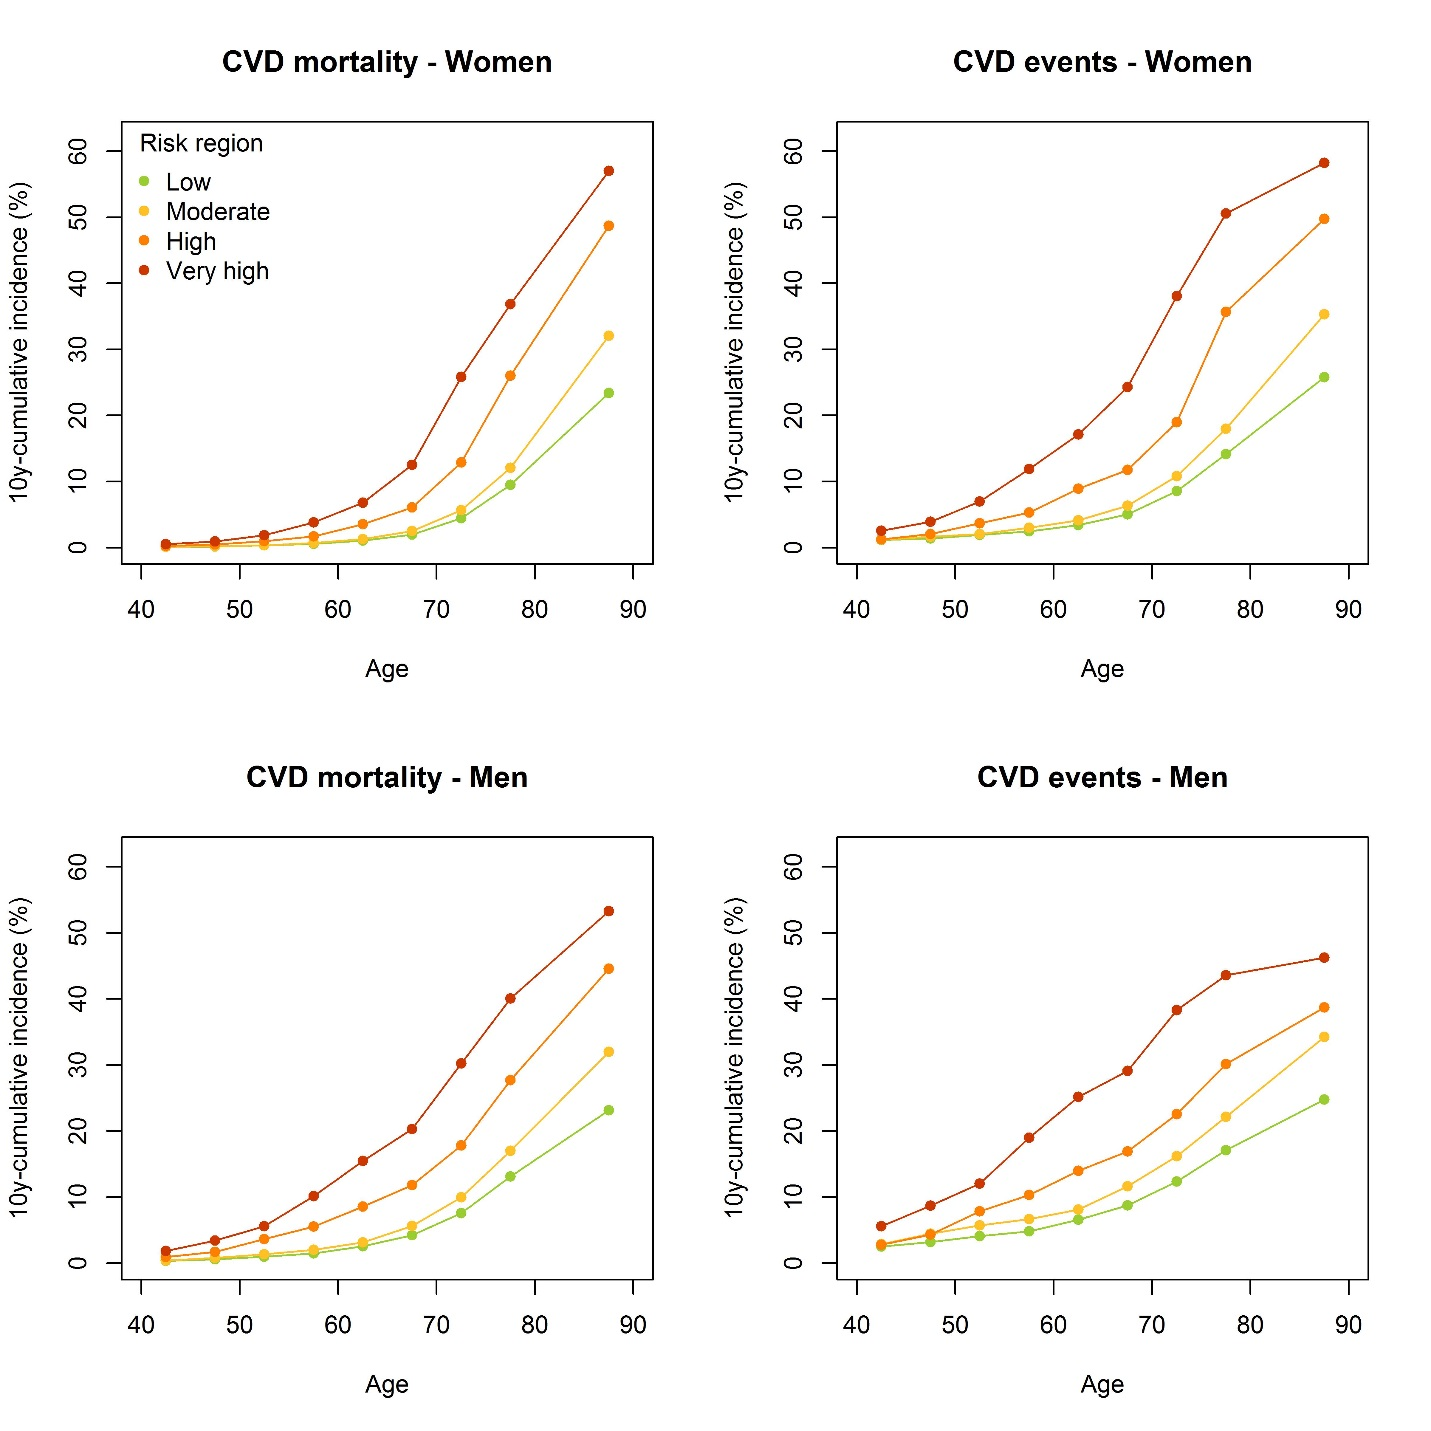 CVD mortality - Women
10y-cumulative incidence (%)
60
50
40
30
20
10
0
Risk region
Low
Moderate
High
Very high
40 50 60 70 80 90
Age
CVD events - Women
10y-cumulative incidence (%)
60
50
40
30
20
10
0
40 50 60 70 80 90
Age
CVD mortality - Men
10y-cumulative incidence (%)
60
50
40
30
20
10
0
40 50 60 70 80 90
Age
CVD events - Men
10y-cumulative incidence (%)
60
50
40
30
20
10
0
40 50 60 70 80 90
Age